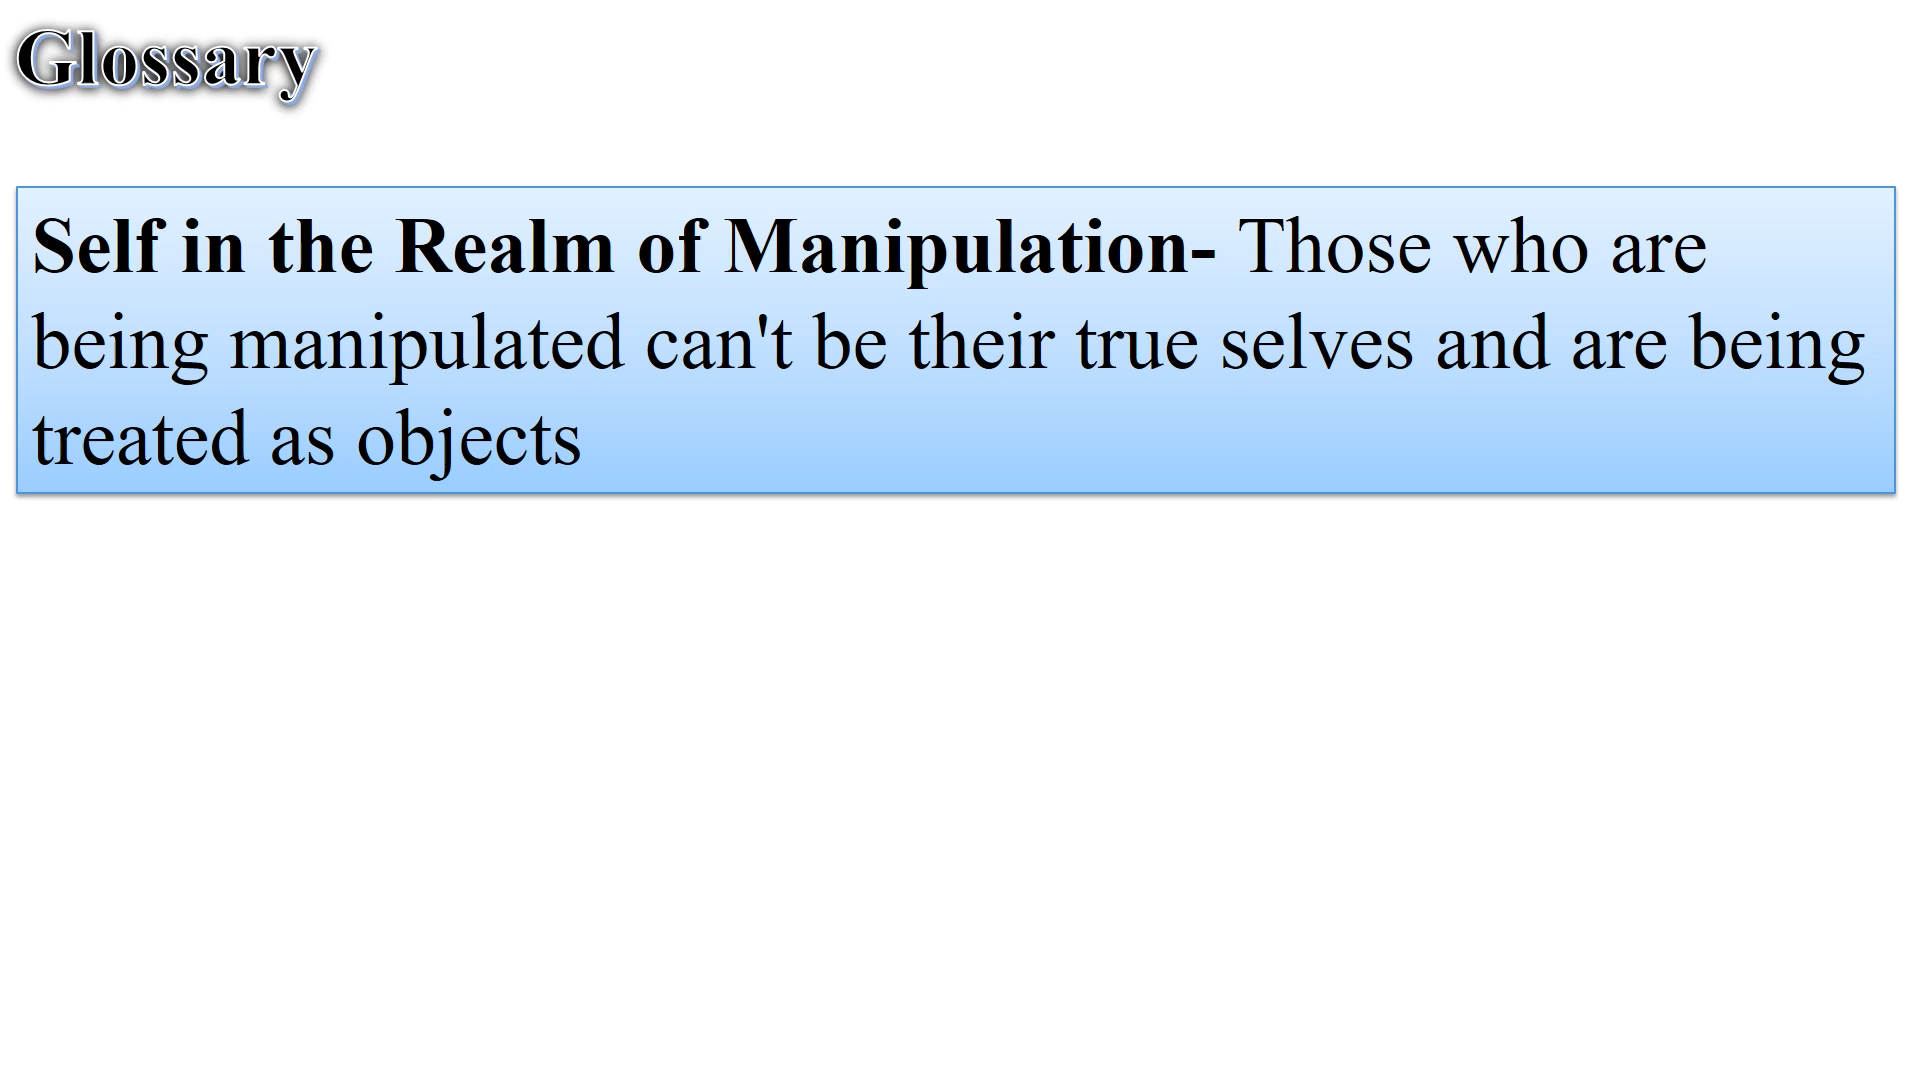 Glossary
Self in the Realm of Manipulation- Those who are
being manipulated can't be their true selves and are being
treated as objects